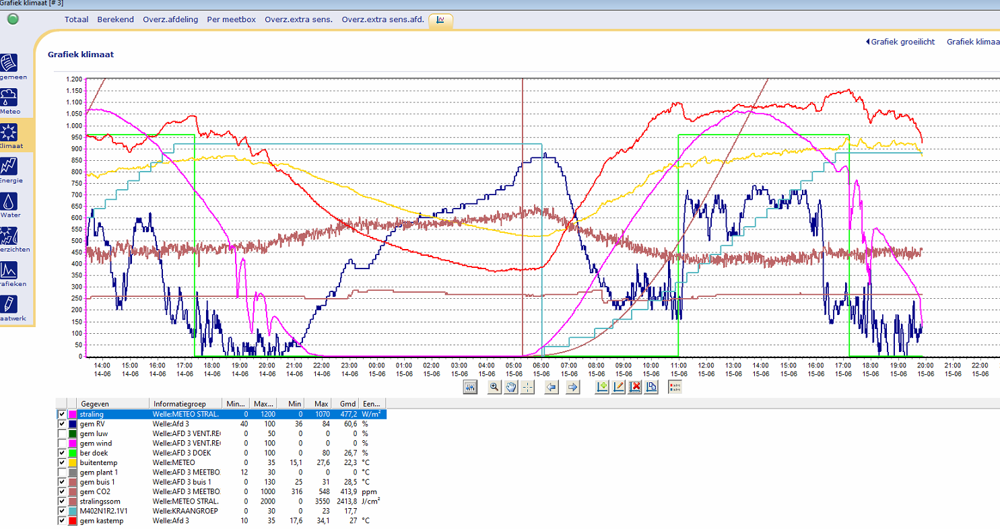 Grafiek klimaat [# 3]
Totaal Berekend Overz.afdeling Per meetbox Overz.extra sens. Overz.extra sens.afd.
Grafiek groeilicht Grafiek klimaa
Grafiek klimaat
gemeen
Meteo
Klimaat
Energie
Water
erzichten
rafieken
aatwerk
1.200
1.150
1.100
1.050
1.000
950
900
850
800
750
700
650
600
550
500
450
400
350
300
250
200
150
100
50
0
14:00 15:00 16:00 17:00 18:00 19:00 20:00 21:00 22:00 23:00 00:00 01:00 02:00 03:00 04:00 05:00 06:00 07:00 08:00 09:00 10:00 11:00 12:00 13:00 14:00 15:00 16:00 17:00 18:00 19:00 20:00 21:00 22:00
14-06 14-06 14-06 14-06 14-06 14-06 14-06 14-06 14-06 14-06 15-06 15-06 15-06 15-06 15-06 15-06 15-06 15-06 15-06 15-06 15-06 15-06 15-06 15-06 15-06 15-06 15-06 15-06 15-06 15-06 15-06 15-06 15-06
Gegeven Informatiegroep Min... Max... Min Max Gmd Een...
straling Welle:METEO STRAL. 0 1200 0 1070 477,2 W/m²
gem RV Welle:Afd 3 40 100 36 84 60,6 %
gem luw Welle:AFD 3 VENT.RE 0 50 0 0 0 %
gem wind Welle:AFD 3 VENT.RE 0 100 0 0 0 %
ber doek Welle:AFD 3 DOEK 0 100 0 80 26,7 %
buitentemp Welle:METEO 0 35 15,1 27,6 22,3 °C
gem plant 1 Welle:AFD 3 MEETBO. 12 30 0 0 0 °C
gem buis 1 Welle:AFD 3 buis 1 0 130 25 31 28,5 °C
gem CO2 Welle:AFD 3 MEETBO. 0 1000 316 548 413,9 ppm
stralingssom Welle:METEO STRAL. 0 2000 0 3550 2413,8 J/cm²
M402N1R2.1V1 Welle:KRAANGROEP 0 30 0 23 17,7
gem kastemp Welle:Afd 3 10 35 17,6 34,1 27 °C